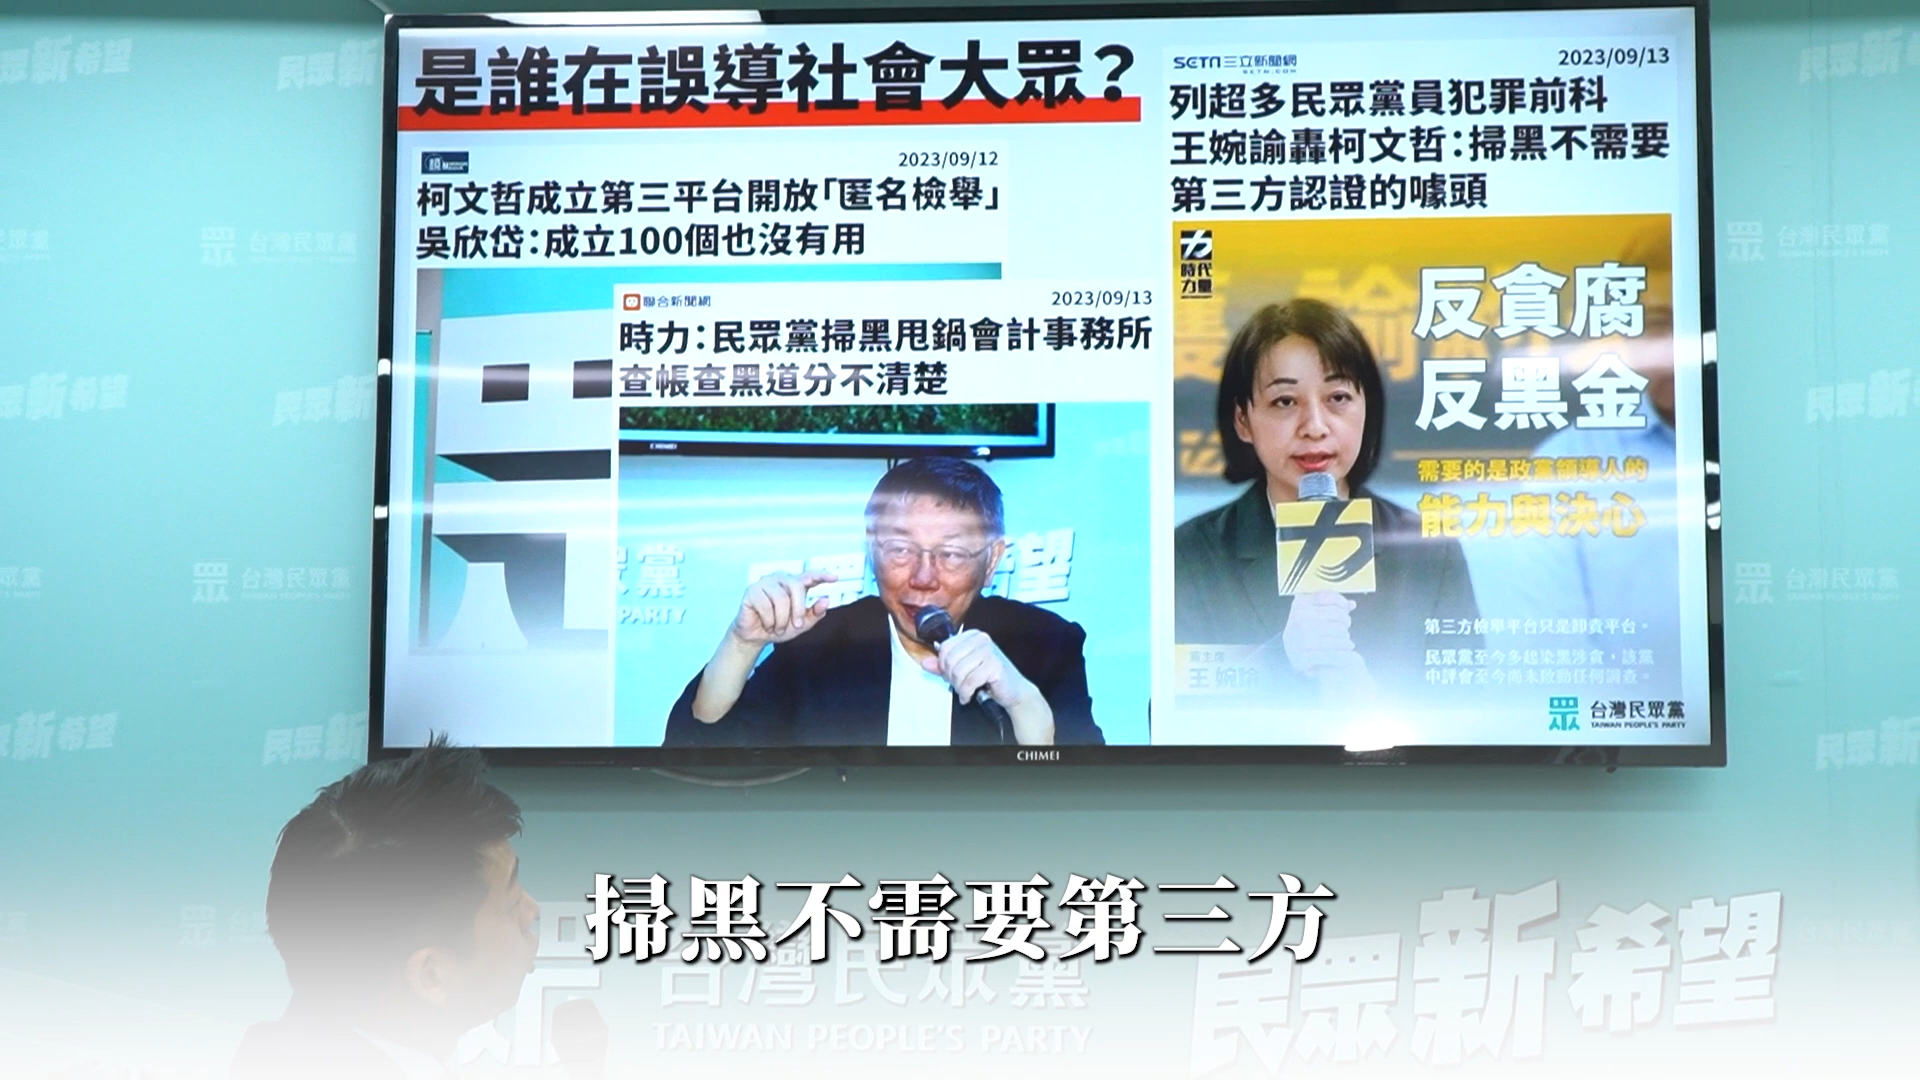 是誰在誤導社會大眾？
2023/09/12
柯文哲成立第三平台開放「匿名檢舉」
吳欣岱：成立100個也沒有用
聯合新聞網
2023/09/13
時力：民眾黨掃黑甩鍋會計事務所
查帳查黑道分不清楚
SETN三立新聞網
SETN.COM
2023/09/13
列超多民眾黨員犯罪前科
王婉諭轟柯文哲：掃黑不需要
第三方認證的噱頭
力
時代
力量
反貪腐
反黑金
需要的是政黨領導人的
能力與決心
力
第三方檢舉平台只是卸責平台。
民眾黨至今多起染黑涉貪，該黨
中評會至今尚未啟動任何調查。
黨主席
王婉諭
眾 台灣民眾黨
TAIWAN PEOPLE'S PARTY
眾黨
PARTY
民眾新希望
CHIMEI
CHIMEI
掃黑不需要第三方
台灣民眾黨
TAIWAN PEOPLE'S PARTY
民眾新希望